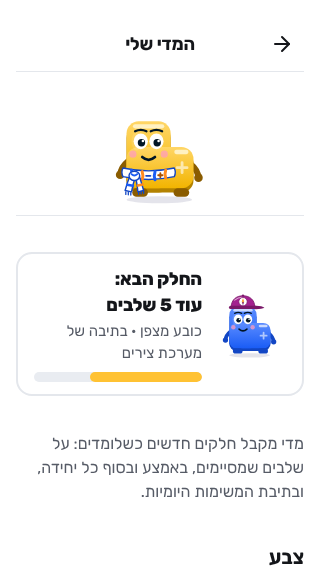 המדי שלי
החלק הבא:
עוד 5 שלבים
כובע מצפן • בתיבה של
מערכת צירים
מדי מקבל חלקים חדשים כשלומדים: על
שלבים שמסיימים, באמצע ובסוף כל יחידה,
ובתיבת המשימות היומיות.
צבע